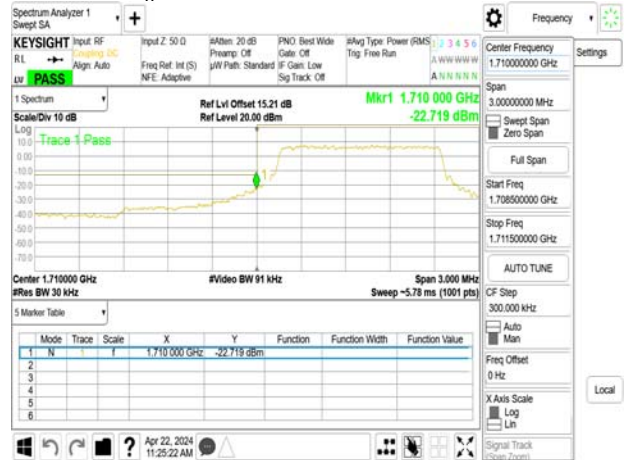 Spectrum Analyzer 1
Swept SA
+
Frequency
KEYSIGHT
Input: RF
Coupling: DC
Align: Auto
Input Z: 50 Ω
Freq Ref: Int (S)
NFE: Adaptive
#Atten: 20 dB
Preamp: Off
µW Path: Standard
PNO: Best Wide
Gate: Off
IF Gain: Low
Sig Track: Off
#Avg Type: Power (RMS
Trig: Free Run
1 2 3 4 5 6
A W W W W W
A N N N N N
RL
LV PASS
1 Spectrum
Scale/Div 10 dB
Ref Lvl Offset 15.21 dB
Ref Level 20.00 dBm
Mkr1 1.710 000 GHz
-22.719 dBm
Log
Trace 1 Pass
10.0
0.00
-10.0
-20.0
-30.0
-40.0
-50.0
-60.0
-70.0
1
Center 1.710000 GHz
#Video BW 91 kHz
Span 3.000 MHz
#Res BW 30 kHz
Sweep ~5.78 ms (1001 pts)
5 Marker Table
Mode Trace Scale X Y Function Function Width Function Value
1 N 1 f 1.710 000 GHz -22.719 dBm
2
3
4
5
6
?
Apr 22, 2024
11:25:22 AM
Center Frequency
1.710000000 GHz
Settings
Span
3.00000000 MHz
Swept Span
Zero Span
Full Span
Start Freq
1.708500000 GHz
Stop Freq
1.711500000 GHz
AUTO TUNE
CF Step
300.000 kHz
Auto
Man
Freq Offset
0 Hz
X Axis Scale
Log
Lin
Local
Signal Track
(Span Zoom)